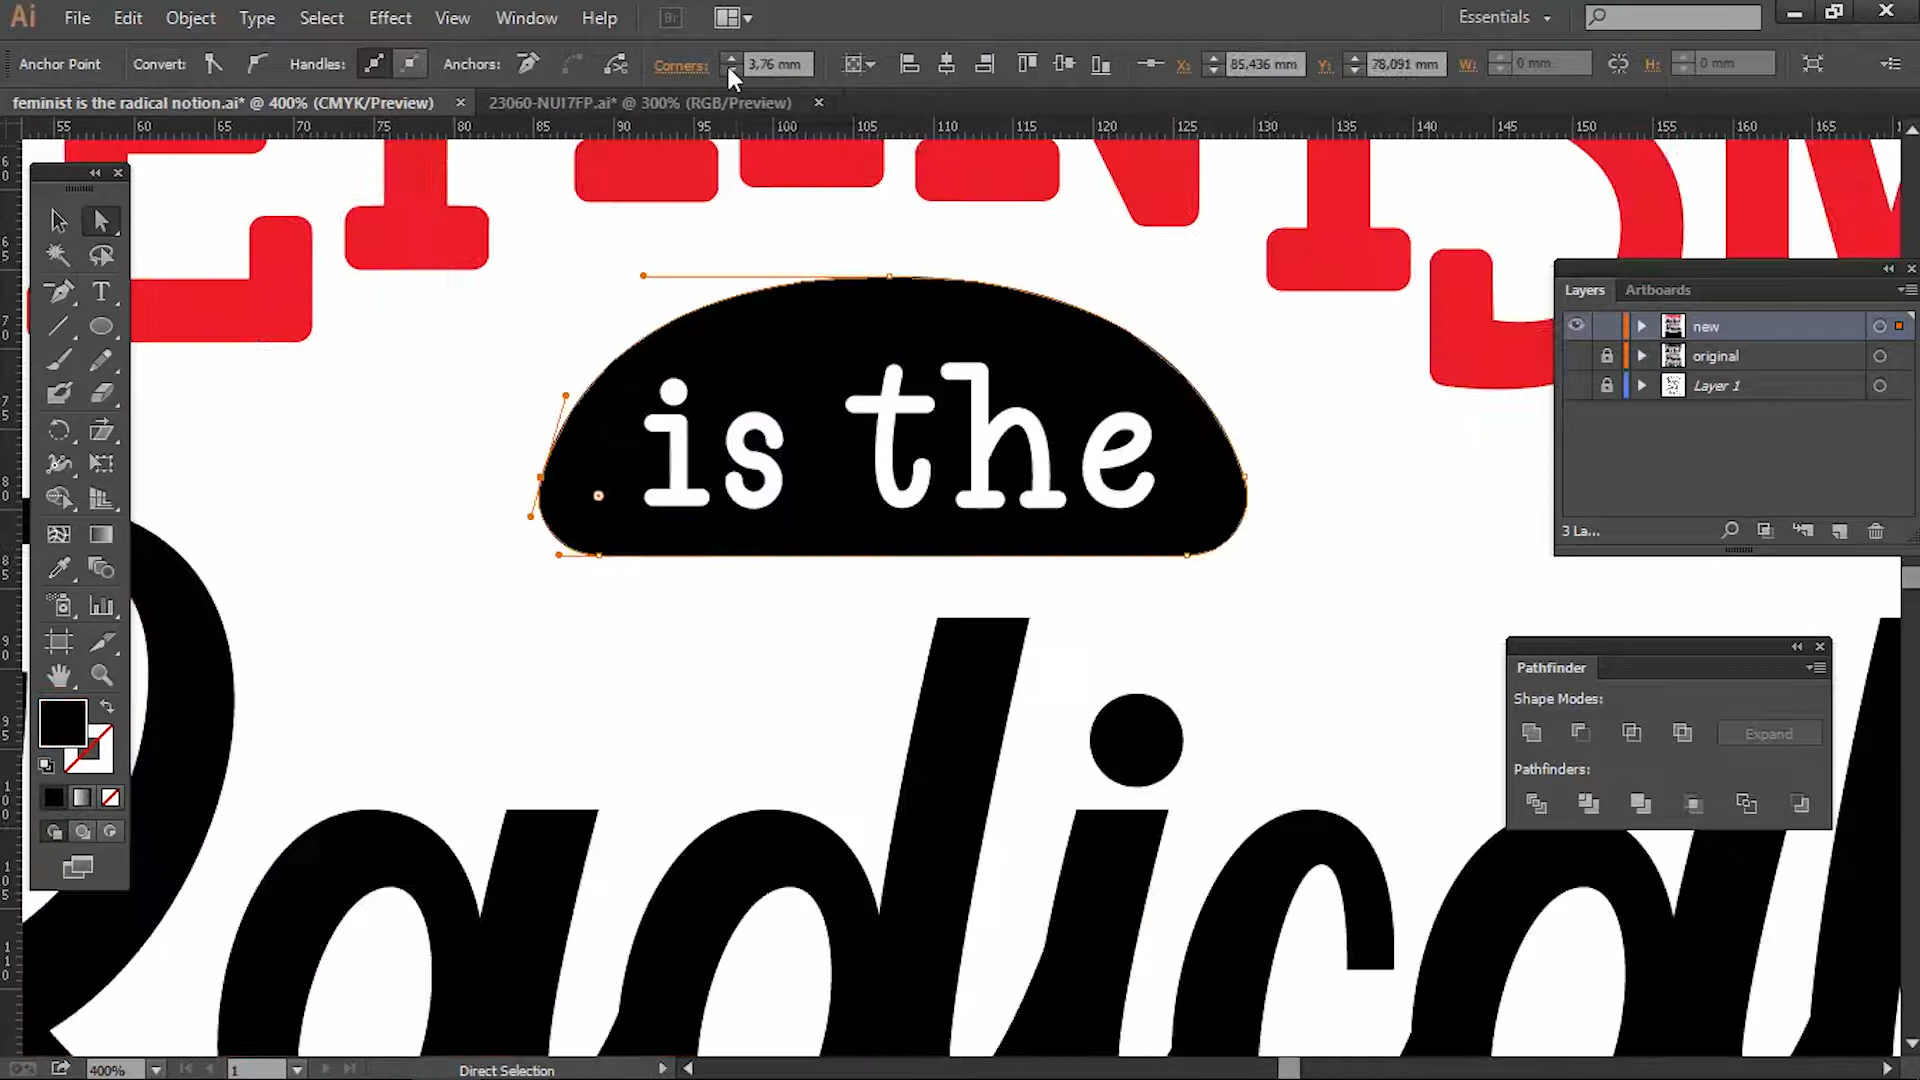 Ai File Edit Object Type Select Effect View Window Help Br Essentials
Anchor Point Convert: Handles: Anchors: Corners: 3,76 mm X: 85,436 mm Y: 78,091 mm W: 0 mm H: 0 mm
feminist is the radical notion.ai* @ 400% (CMYK/Preview) × 23060-NUI7FP.ai* @ 300% (RGB/Preview) ×
55 60 65 70 75 80 85 90 95 100 105 110 115 120 125 130 135 140 145 150 155 160 165
Layers Artboards
new
original
Layer 1
3 La...
is the
Radical
Pathfinder
Shape Modes:
Expand
Pathfinders:
400% 1 Direct Selection